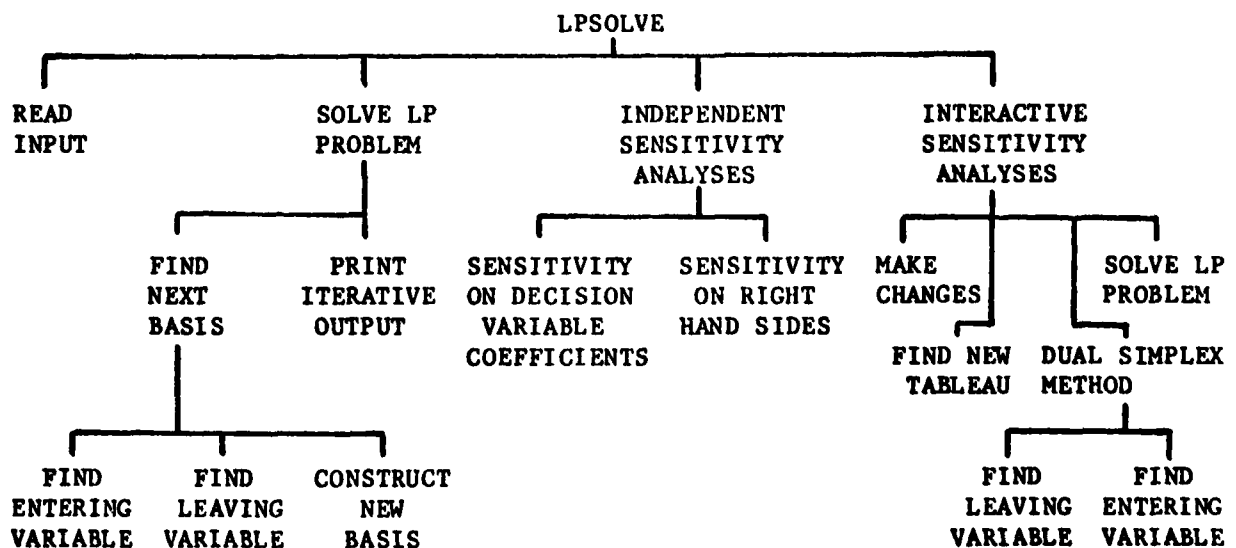 LPSOLVE
READ
INPUT
SOLVE LP
PROBLEM
INDEPENDENT
SENSITIVITY
ANALYSES
INTERACTIVE
SENSITIVITY
ANALYSES
FIND
NEXT
BASIS
PRINT
ITERATIVE
OUTPUT
SENSITIVITY
ON DECISION
VARIABLE
COEFFICIENTS
SENSITIVITY
ON RIGHT
HAND SIDES
MAKE
CHANGES
SOLVE LP
PROBLEM
FIND NEW
TABLEAU
DUAL SIMPLEX
METHOD
FIND
ENTERING
VARIABLE
FIND
LEAVING
VARIABLE
CONSTRUCT
NEW
BASIS
FIND
LEAVING
VARIABLE
FIND
ENTERING
VARIABLE